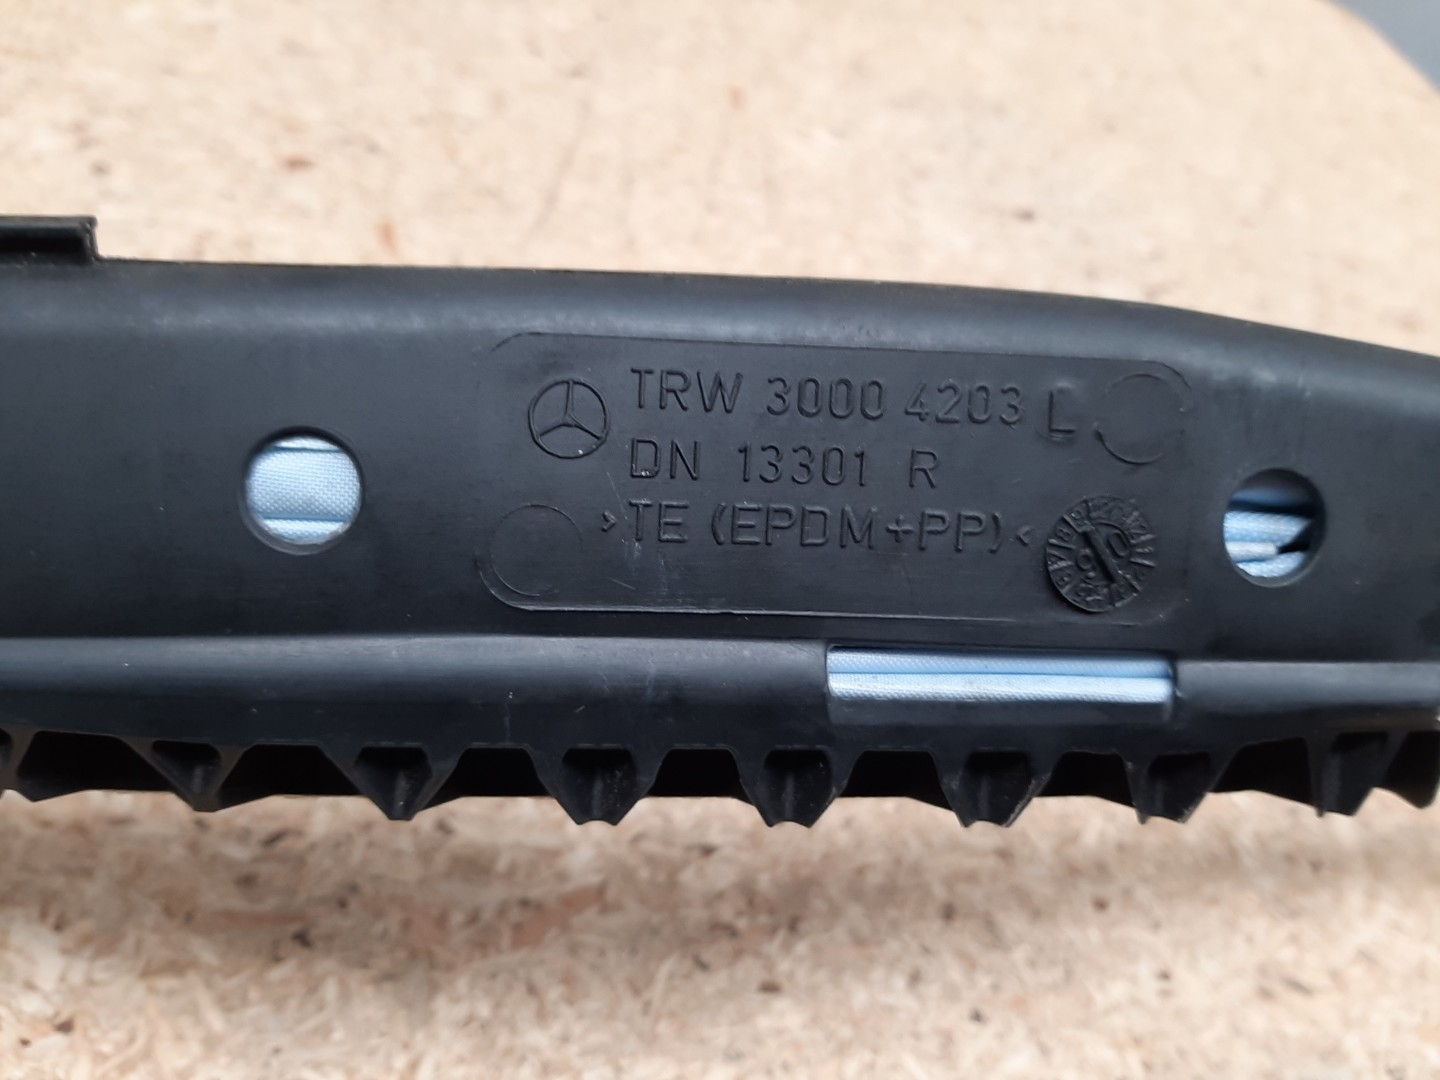 TRW 3000 4203 L
DN 13301 R
>TE (EPDM+PP)<